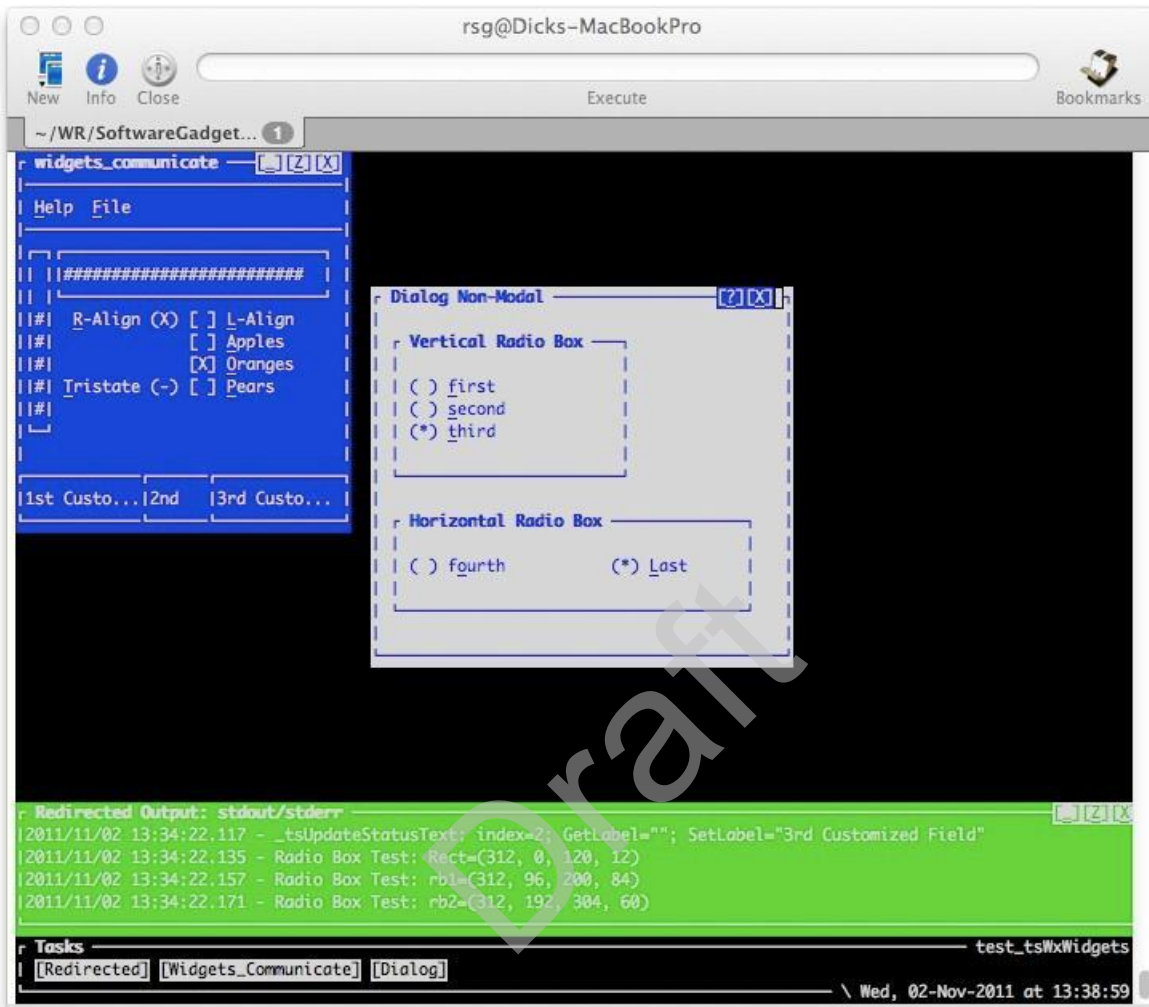 rsg@Dicks-MacBookPro
New Info Close Execute Bookmarks
~/WR/SoftwareGadget... 1
widgets_communicate [_][Z][X]
Help File
##########################
R-Align (X) [ ] L-Align
[ ] Apples
[X] Oranges
Tristate (-) [ ] Pears
1st Custo...|2nd |3rd Custo...
Dialog Non-Modal [?][X]
Vertical Radio Box
( ) first
( ) second
(*) third
Horizontal Radio Box
( ) fourth (*) Last
Redirected Output: stdout/stderr [_][Z][X
2011/11/02 13:34:22.117 - _tsUpdateStatusText: index=2; GetLabel=""; SetLabel="3rd Customized Field"
2011/11/02 13:34:22.135 - Radio Box Test: Rect=(312, 0, 120, 12)
2011/11/02 13:34:22.157 - Radio Box Test: rb1=(312, 96, 200, 84)
2011/11/02 13:34:22.171 - Radio Box Test: rb2=(312, 192, 304, 60)
Tasks test_tsWxWidgets
[Redirected] [Widgets_Communicate] [Dialog]
\ Wed, 02-Nov-2011 at 13:38:59
Draft